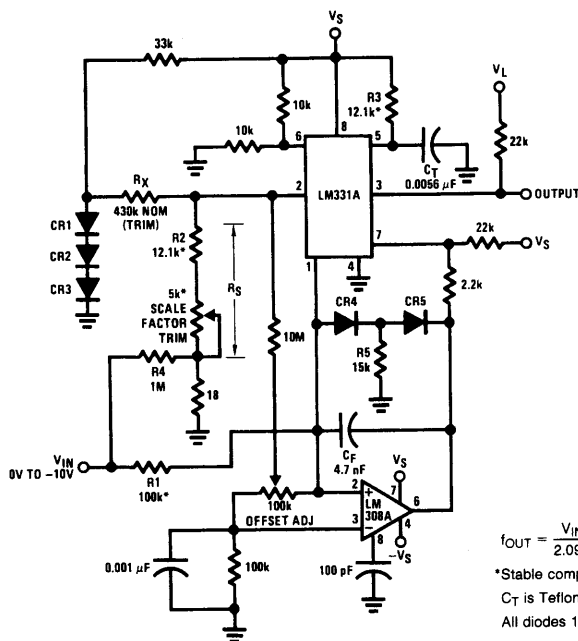 VS
33k
10k
R3
12.1k*
VL
22k
10k
6
8
5
CT
0.0056 µF
RX
430k NOM
(TRIM)
2
LM331A
3
OUTPUT
CR1
CR2
CR3
R2
12.1k*
RS
7
22k
VS
1
4
5k*
SCALE
FACTOR
TRIM
10M
CR4
CR5
2.2k
R4
1M
R5
15k
18
VIN
0V TO −10V
R1
100k*
CF
4.7 nF
VS
100k
OFFSET ADJ
2
+
7
LM
308A
6
3
−
4
8
−VS
0.001 µF
100k
100 pF
fOUT = VIN
2.09
*Stable comp
CT is Teflon
All diodes 1